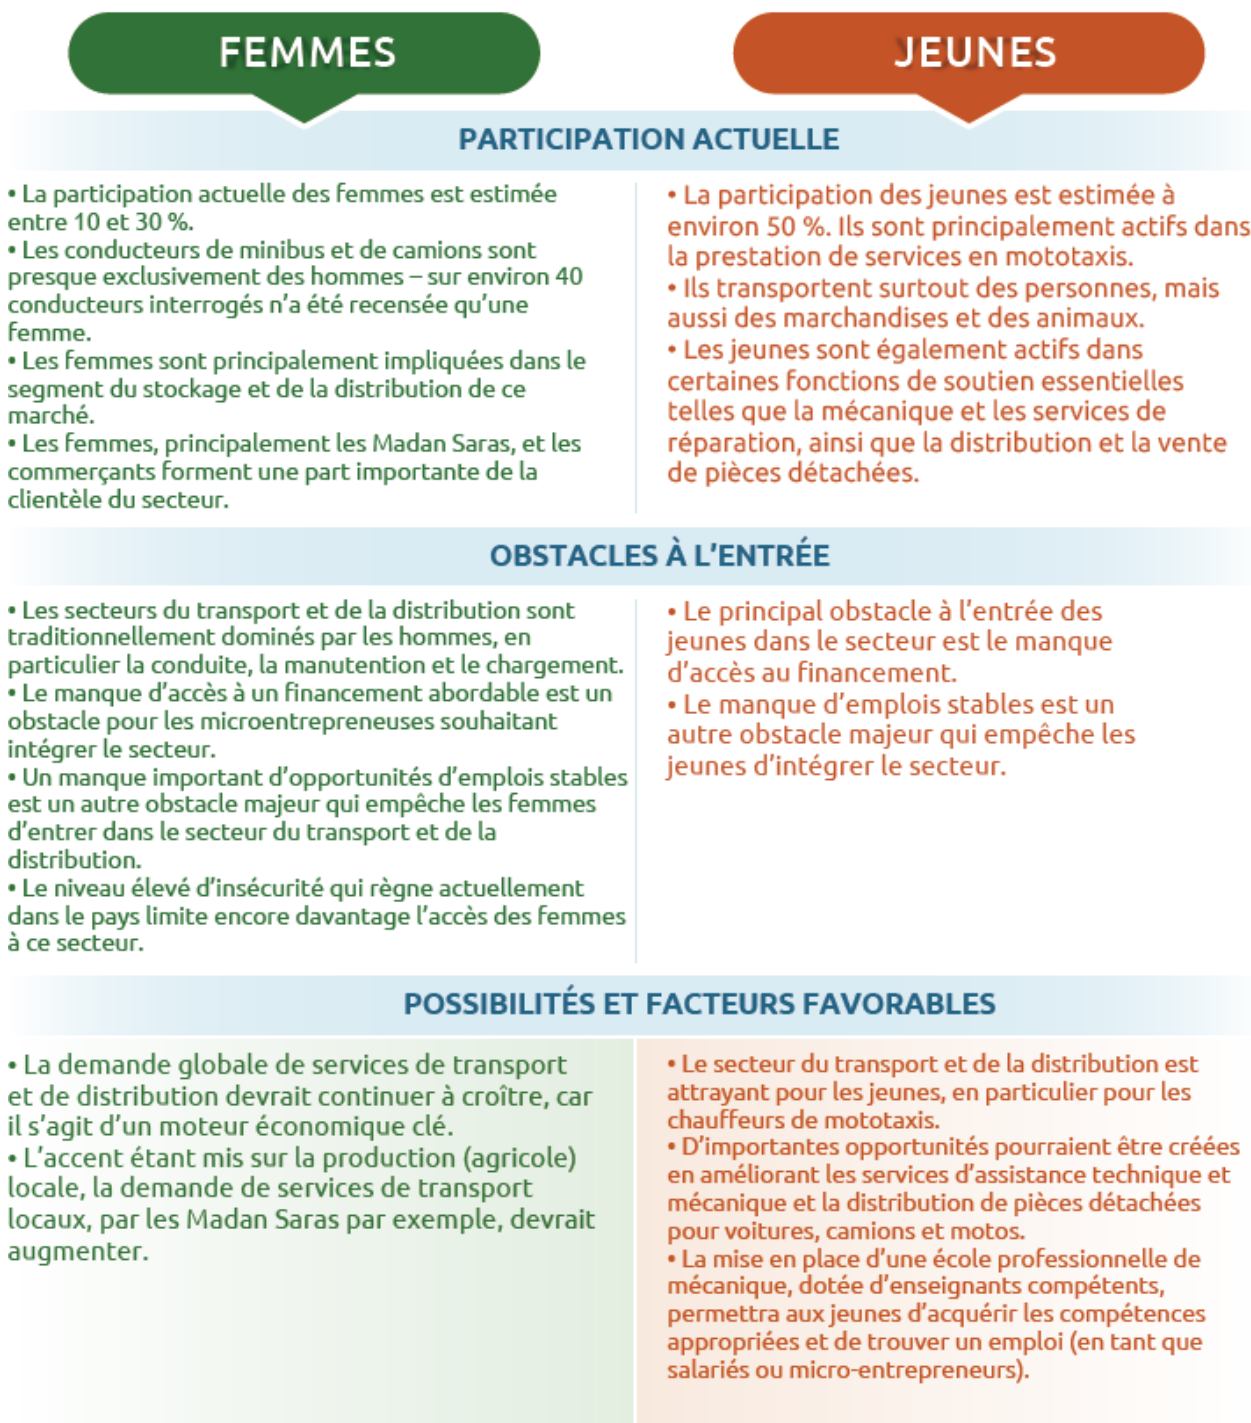 FEMMES
JEUNES
PARTICIPATION ACTUELLE
• La participation actuelle des femmes est estimée
entre 10 et 30 %.
• Les conducteurs de minibus et de camions sont
presque exclusivement des hommes – sur environ 40
conducteurs interrogés n’a été recensée qu’une
femme.
• Les femmes sont principalement impliquées dans le
segment du stockage et de la distribution de ce
marché.
• Les femmes, principalement les Madan Saras, et les
commerçants forment une part importante de la
clientèle du secteur.
• La participation des jeunes est estimée à
environ 50 %. Ils sont principalement actifs dans
la prestation de services en mototaxis.
• Ils transportent surtout des personnes, mais
aussi des marchandises et des animaux.
• Les jeunes sont également actifs dans
certaines fonctions de soutien essentielles
telles que la mécanique et les services de
réparation, ainsi que la distribution et la vente
de pièces détachées.
OBSTACLES À L’ENTRÉE
• Les secteurs du transport et de la distribution sont
traditionnellement dominés par les hommes, en
particulier la conduite, la manutention et le chargement.
• Le manque d’accès à un financement abordable est un
obstacle pour les microentrepreneuses souhaitant
intégrer le secteur.
• Un manque important d’opportunités d’emplois stables
est un autre obstacle majeur qui empêche les femmes
d’entrer dans le secteur du transport et de la
distribution.
• Le niveau élevé d’insécurité qui règne actuellement
dans le pays limite encore davantage l’accès des femmes
à ce secteur.
• Le principal obstacle à l’entrée des
jeunes dans le secteur est le manque
d’accès au financement.
• Le manque d’emplois stables est un
autre obstacle majeur qui empêche les
jeunes d’intégrer le secteur.
POSSIBILITÉS ET FACTEURS FAVORABLES
• La demande globale de services de transport
et de distribution devrait continuer à croître, car
il s’agit d’un moteur économique clé.
• L’accent étant mis sur la production (agricole)
locale, la demande de services de transport
locaux, par les Madan Saras par exemple, devrait
augmenter.
• Le secteur du transport et de la distribution est
attrayant pour les jeunes, en particulier pour les
chauffeurs de mototaxis.
• D’importantes opportunités pourraient être créées
en améliorant les services d’assistance technique et
mécanique et la distribution de pièces détachées
pour voitures, camions et motos.
• La mise en place d’une école professionnelle de
mécanique, dotée d’enseignants compétents,
permettra aux jeunes d’acquérir les compétences
appropriées et de trouver un emploi (en tant que
salariés ou micro-entrepreneurs).